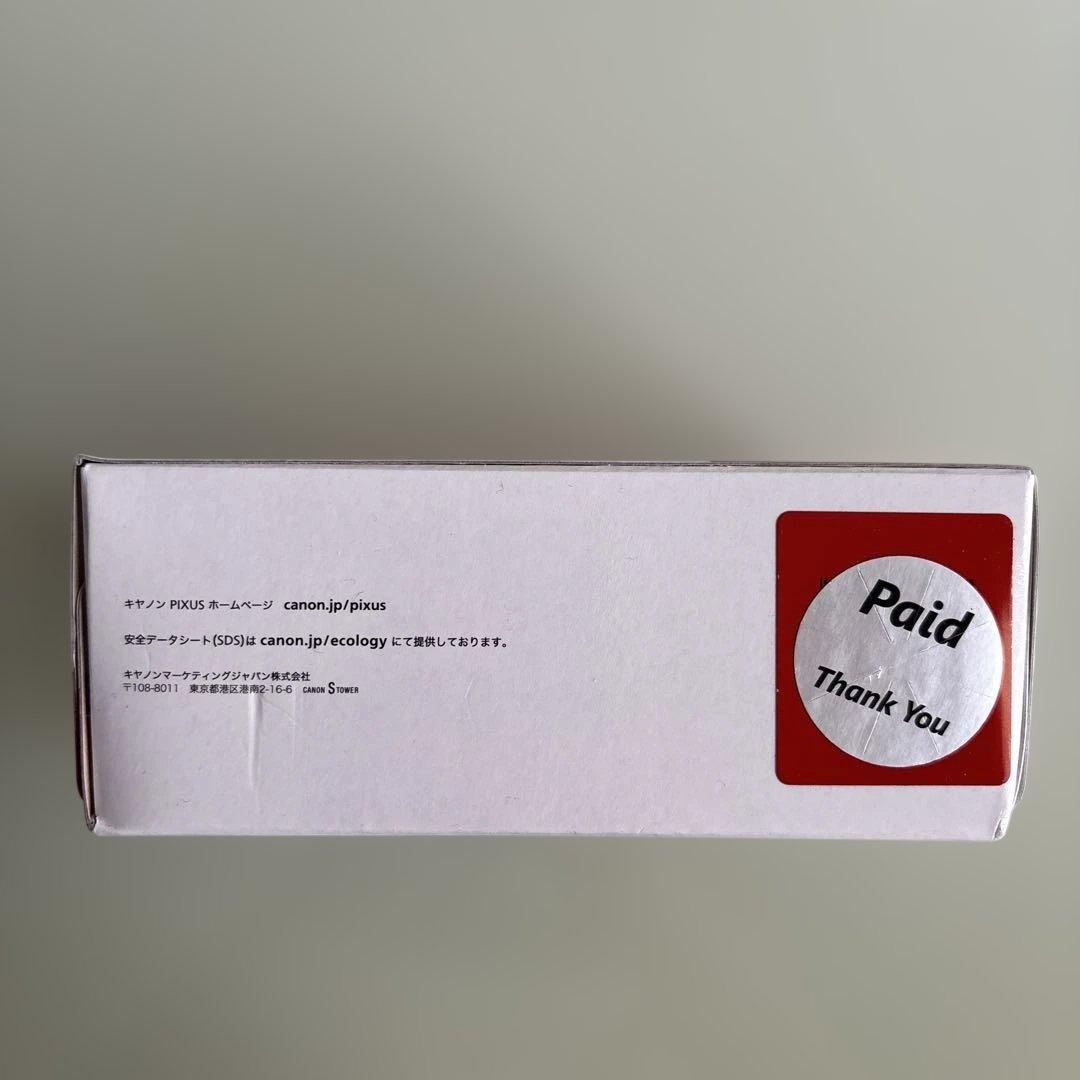 キヤノン PIXUS ホームページ canon.jp/pixus
安全データシート(SDS)は canon.jp/ecology にて提供しております。
キヤノンマーケティングジャパン株式会社
〒108-8011 東京都港区港南2-16-6 CANON S TOWER
Paid
Thank You